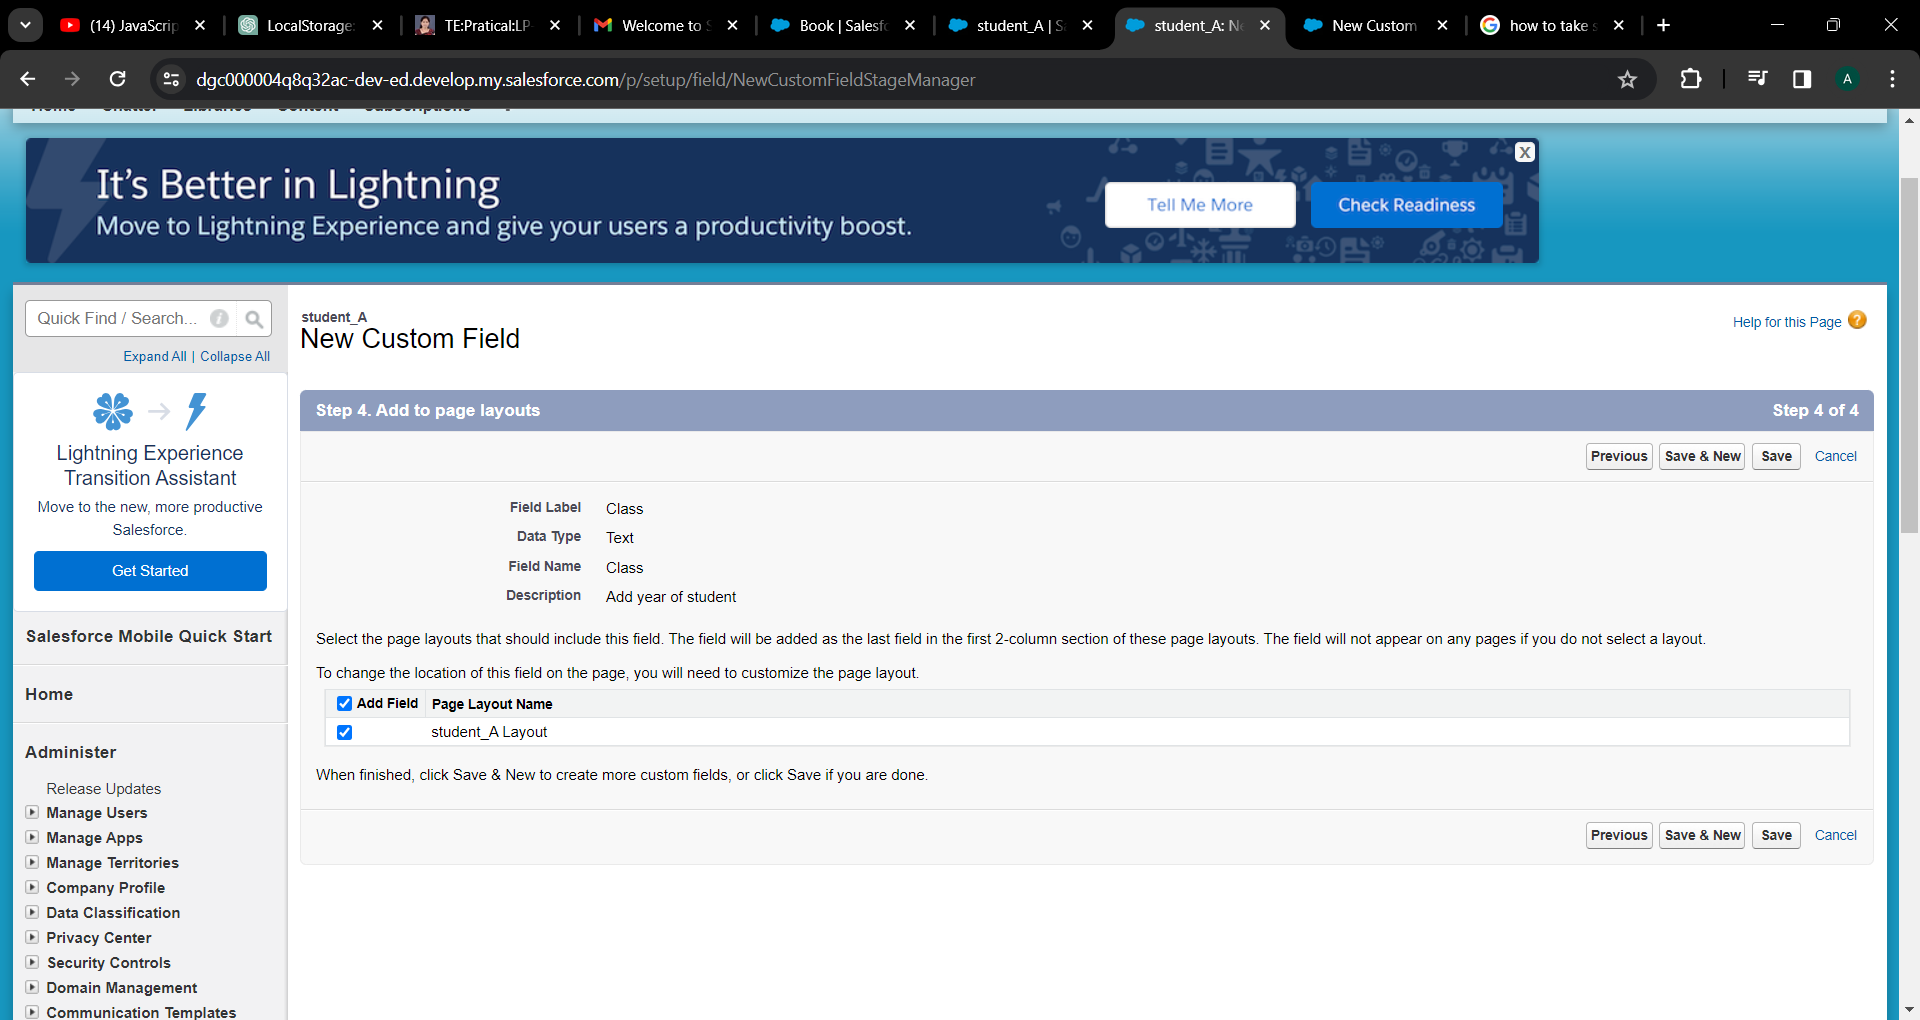 (14) JavaScrip
LocalStorage:
TE:Pratical:LP-
Welcome to S
Book | Salesfo
student_A | Sa
student_A: Ne
New Custom
how to take s
dgc000004q8q32ac-dev-ed.develop.my.salesforce.com/p/setup/field/NewCustomFieldStageManager
A
Home Chatter Libraries Content Subscriptions
It's Better in Lightning
Move to Lightning Experience and give your users a productivity boost.
Tell Me More
Check Readiness
X
Quick Find / Search...
Expand All | Collapse All
Lightning Experience
Transition Assistant
Move to the new, more productive
Salesforce.
Get Started
Salesforce Mobile Quick Start
Home
Administer
Release Updates
Manage Users
Manage Apps
Manage Territories
Company Profile
Data Classification
Privacy Center
Security Controls
Domain Management
Communication Templates
student_A
New Custom Field
Help for this Page ?
Step 4. Add to page layouts
Step 4 of 4
Previous Save & New Save Cancel
Field Label Class
Data Type Text
Field Name Class
Description Add year of student
Select the page layouts that should include this field. The field will be added as the last field in the first 2-column section of these page layouts. The field will not appear on any pages if you do not select a layout.
To change the location of this field on the page, you will need to customize the page layout.
Add Field Page Layout Name
student_A Layout
When finished, click Save & New to create more custom fields, or click Save if you are done.
Previous Save & New Save Cancel